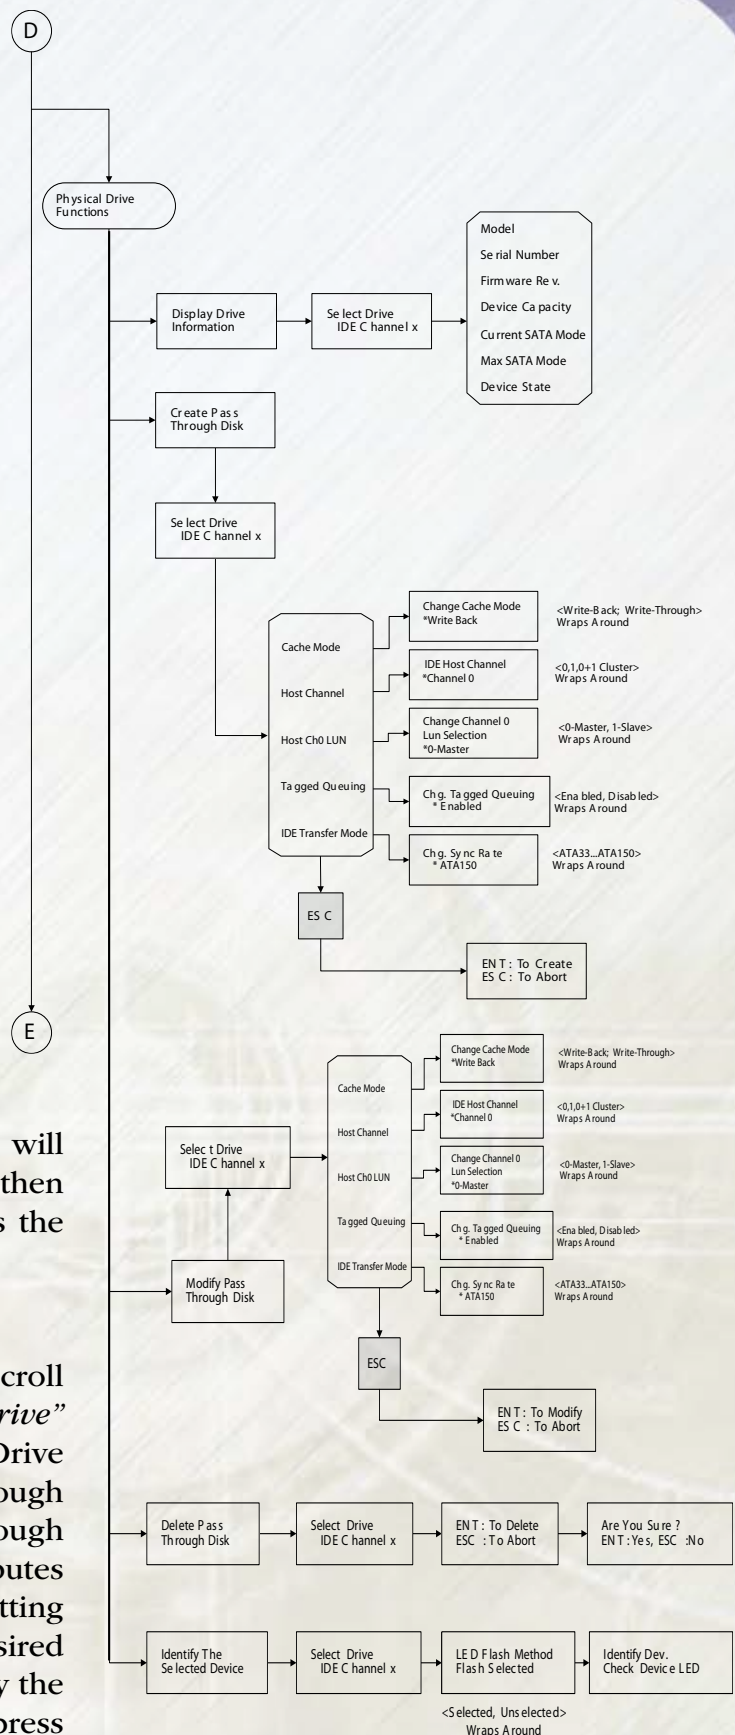 D
Physical Drive
Functions
Display Drive
Information
Select Drive
IDE Channel x
Model
Serial Number
Firmware Rev.
Device Capacity
Current SATA Mode
Max SATA Mode
Device State
Create Pass
Through Disk
Select Drive
IDE Channel x
Cache Mode
Host Channel
Host Ch0 LUN
Tagged Queuing
IDE Transfer Mode
Change Cache Mode
*Write Back
<Write-Back; Write-Through>
Wraps Around
IDE Host Channel
*Channel 0
<0,1,0+1 Cluster>
Wraps Around
Change Channel 0
Lun Selection
*0-Master
<0-Master, 1-Slave>
Wraps Around
Chg. Tagged Queuing
* Enabled
<Enabled, Disabled>
Wraps Around
Chg. Sync Rate
* ATA150
<ATA33...ATA150>
Wraps Around
ESC
ENT : To Create
ESC : To Abort
E
will
then
s the
Select Drive
IDE Channel x
Modify Pass
Through Disk
Cache Mode
Host Channel
Host Ch0 LUN
Tagged Queuing
IDE Transfer Mode
Change Cache Mode
*Write Back
<Write-Back; Write-Through>
Wraps Around
IDE Host Channel
*Channel 0
<0,1,0+1 Cluster>
Wraps Around
Change Channel 0
Lun Selection
*0-Master
<0-Master, 1-Slave>
Wraps Around
Chg. Tagged Queuing
* Enabled
<Enabled, Disabled>
Wraps Around
Chg. Sync Rate
* ATA150
<ATA33...ATA150>
Wraps Around
ESC
ENT : To Modify
ESC : To Abort
croll
rive"
Drive
ough
ough
butes
tting
sired
y the
press
Delete Pass
Through Disk
Select Drive
IDE Channel x
ENT : To Delete
ESC : To Abort
Are You Sure ?
ENT :Yes, ESC :No
Identify The
Selected Device
Select Drive
IDE Channel x
LED Flash Method
Flash Selected
Identify Dev.
Check Device LED
<Selected, Unselected>
Wraps Around